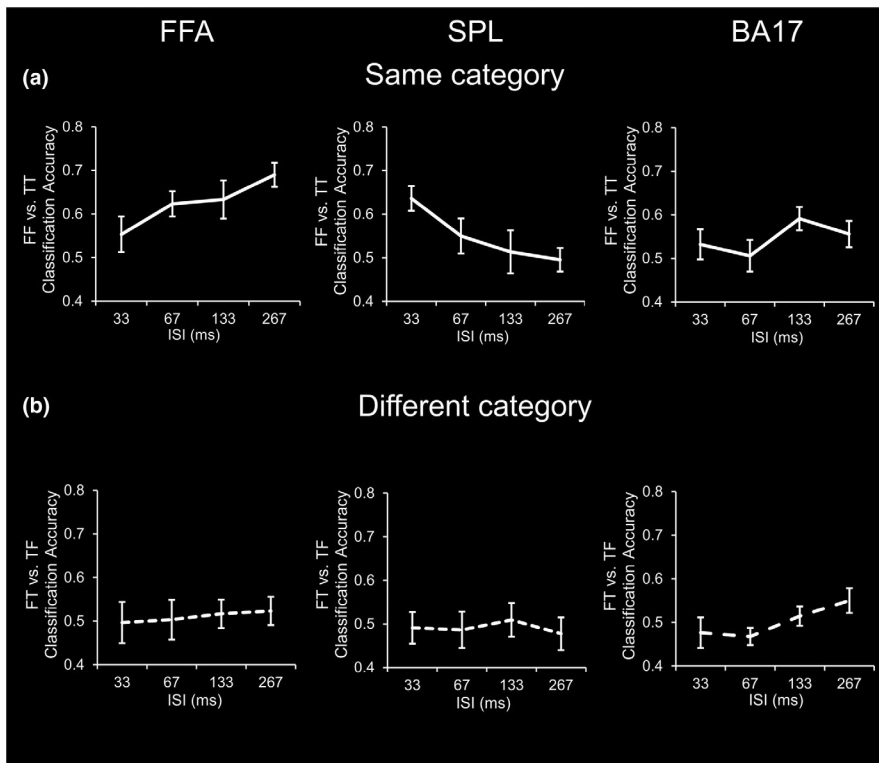 FFA SPL BA17
(a) Same category
FF vs. TT
Classification Accuracy
0.8
0.7
0.6
0.5
0.4
33 67 133 267
ISI (ms)
FF vs. TT
Classification Accuracy
0.8
0.7
0.6
0.5
0.4
33 67 133 267
ISI (ms)
FF vs. TT
Classification Accuracy
0.8
0.7
0.6
0.5
0.4
33 67 133 267
ISI (ms)
(b) Different category
FT vs. TF
Classification Accuracy
0.8
0.7
0.6
0.5
0.4
33 67 133 267
ISI (ms)
FT vs. TF
Classification Accuracy
0.8
0.7
0.6
0.5
0.4
33 67 133 267
ISI (ms)
FT vs. TF
Classification Accuracy
0.8
0.7
0.6
0.5
0.4
33 67 133 267
ISI (ms)